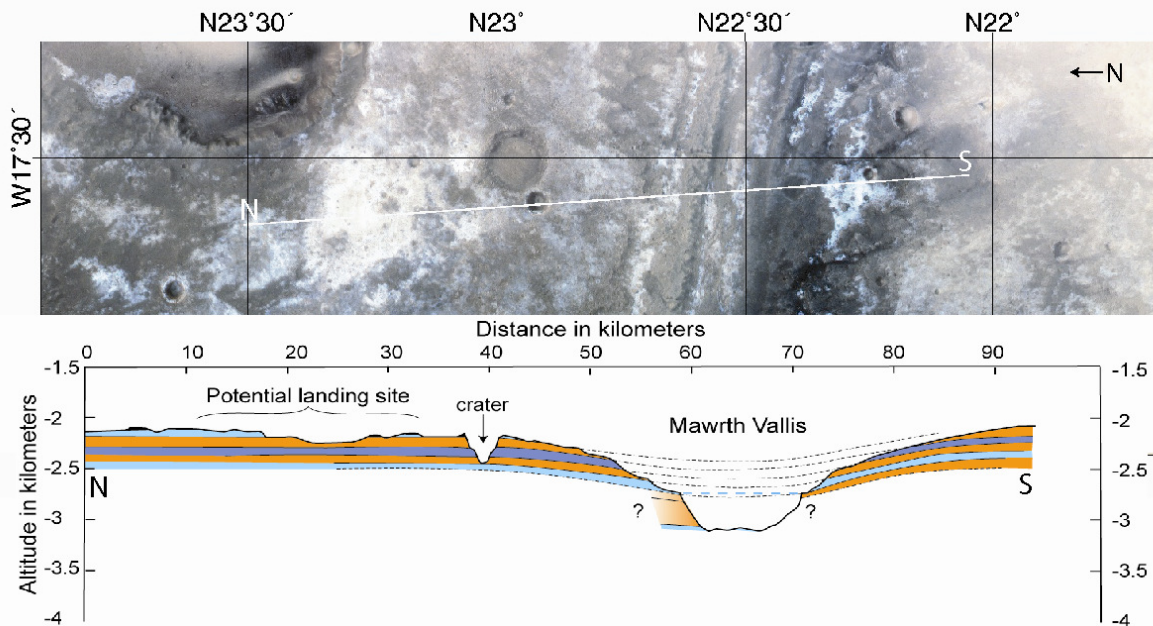 N23°30´ N23° N22°30´ N22°
←N
W17°30´
N
S
Distance in kilometers
0 10 20 30 40 50 60 70 80 90
-1.5 -1.5
Potential landing site
crater
Mawrth Vallis
-2 -2
-2.5 -2.5
N S
-3 ? ? -3
-3.5 -3.5
-4 -4
Altitude in kilometers